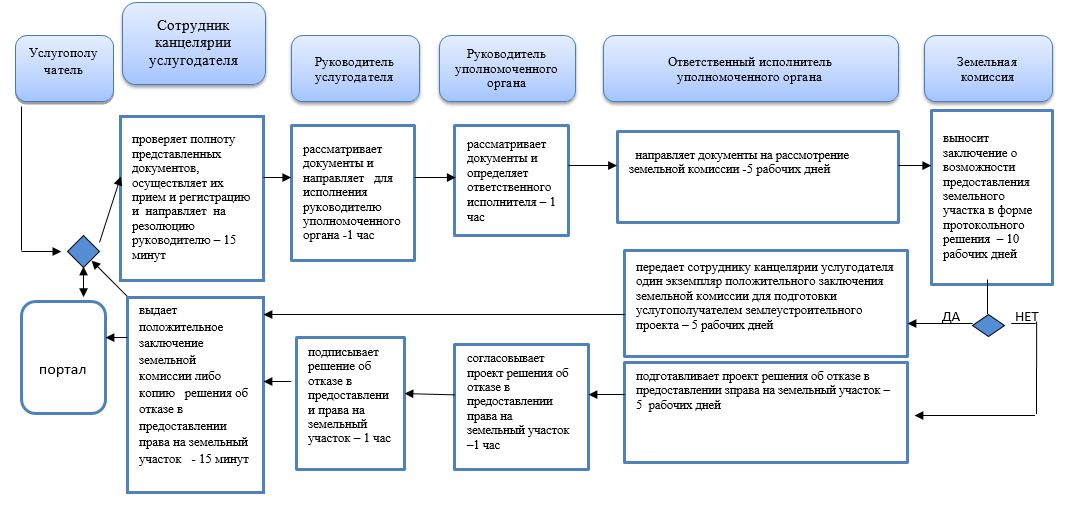 Услугополу
чатель
Сотрудник
канцелярии
услугодателя
Руководитель
услугодателя
Руководитель
уполномоченного
органа
Ответственный исполнитель
уполномоченного органа
Земельная
комиссия
проверяет полноту
представленных
документов,
осуществляет их
прием и регистрацию
и направляет на
резолюцию
руководителю – 15
минут
рассматривает
документы и
направляет для
исполнения
руководителю
уполномоченного
органа -1 час
рассматривает
документы и
определяет
ответственного
исполнителя – 1
час
направляет документы на рассмотрение
земельной комиссии -5 рабочих дней
выносит
заключение о
возможности
предоставления
земельного
участка в форме
протокольного
решения – 10
рабочих дней
передает сотруднику канцелярии услугодателя
один экземпляр положительного заключения
земельной комиссии для подготовки
услугополучателем землеустроительного
проекта – 5 рабочих дней
ДА
НЕТ
портал
выдает
положительное
заключение
земельной
комиссии либо
копию решения об
отказе в
предоставлении
права на земельный
участок - 15 минут
подписывает
решение об
отказе в
предоставлени
и права на
земельный
участок – 1 час
согласовывает
проект решения об
отказе в
предоставлении
права на
земельный участок
–1 час
подготавливает проект решения об отказе в
предоставлении зправа на земельный участок –
5 рабочих дней